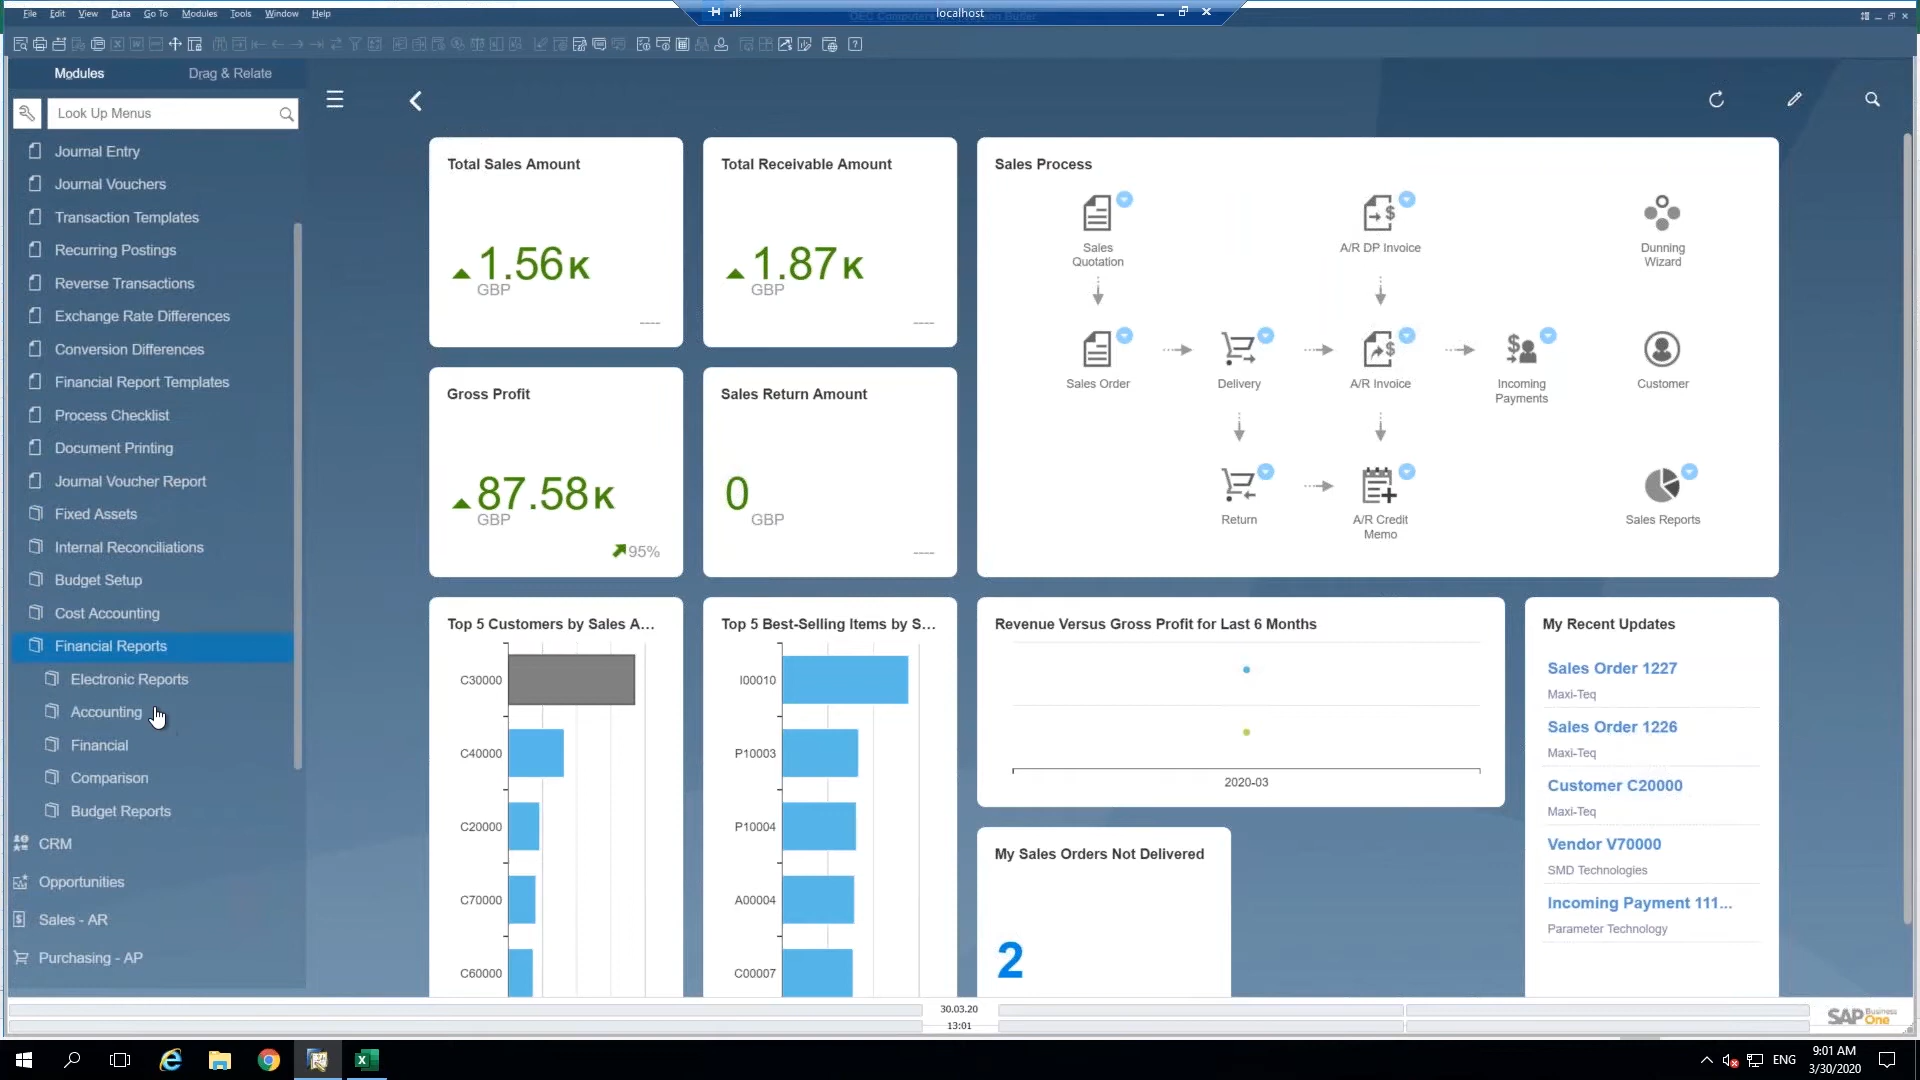 File Edit View Data Go To Modules Tools Window Help
localhost
Modules
Drag & Relate
Look Up Menus
Journal Entry
Journal Vouchers
Transaction Templates
Recurring Postings
Reverse Transactions
Exchange Rate Differences
Conversion Differences
Financial Report Templates
Process Checklist
Document Printing
Journal Voucher Report
Fixed Assets
Internal Reconciliations
Budget Setup
Cost Accounting
Financial Reports
Electronic Reports
Accounting
Financial
Comparison
Budget Reports
CRM
Opportunities
Sales - AR
Purchasing - AP
Total Sales Amount
1.56 K
GBP
----
Total Receivable Amount
1.87 K
GBP
----
Gross Profit
87.58 K
GBP
95%
Sales Return Amount
0
GBP
----
Sales Process
Sales
Quotation
A/R DP Invoice
Dunning
Wizard
Sales Order
Delivery
A/R Invoice
Incoming
Payments
Customer
Return
A/R Credit
Memo
Sales Reports
Top 5 Customers by Sales A...
C30000
C40000
C20000
C70000
C60000
Top 5 Best-Selling Items by S...
I00010
P10003
P10004
A00004
C00007
Revenue Versus Gross Profit for Last 6 Months
2020-03
My Sales Orders Not Delivered
2
My Recent Updates
Sales Order 1227
Maxi-Teq
Sales Order 1226
Maxi-Teq
Customer C20000
Maxi-Teq
Vendor V70000
SMD Technologies
Incoming Payment 111...
Parameter Technology
30.03.20
13:01
SAP Business One
ENG
9:01 AM
3/30/2020